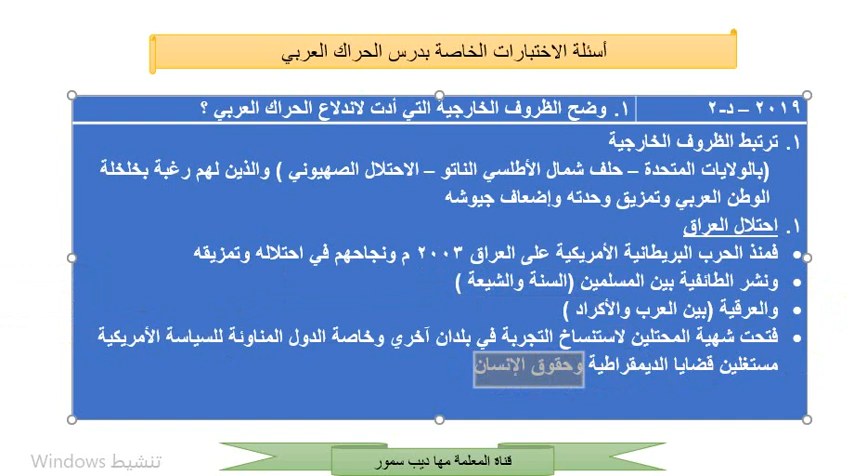 أسئلة الاختبارات الخاصة بدرس الحراك العربي
٢٠١٩ – د-٢
١. وضح الظروف الخارجية التي أدت لاندلاع الحراك العربي ؟
١. ترتبط الظروف الخارجية
(بالولايات المتحدة – حلف شمال الأطلسي الناتو – الاحتلال الصهيوني ) والذين لهم رغبة بخلخلة
الوطن العربي وتمزيق وحدته وإضعاف جيوشه
١. احتلال العراق
• فمنذ الحرب البريطانية الأمريكية على العراق ٢٠٠٣ م ونجاحهم في احتلاله وتمزيقه
• ونشر الطائفية بين المسلمين (السنة والشيعة )
• والعرقية (بين العرب والأكراد )
• فتحت شهية المحتلين لاستنساخ التجربة في بلدان آخري وخاصة الدول المناوئة للسياسة الأمريكية
مستغلين قضايا الديمقراطية وحقوق الإنسان
قناة المعلمة مها ديب سمور
تنشيط Windows